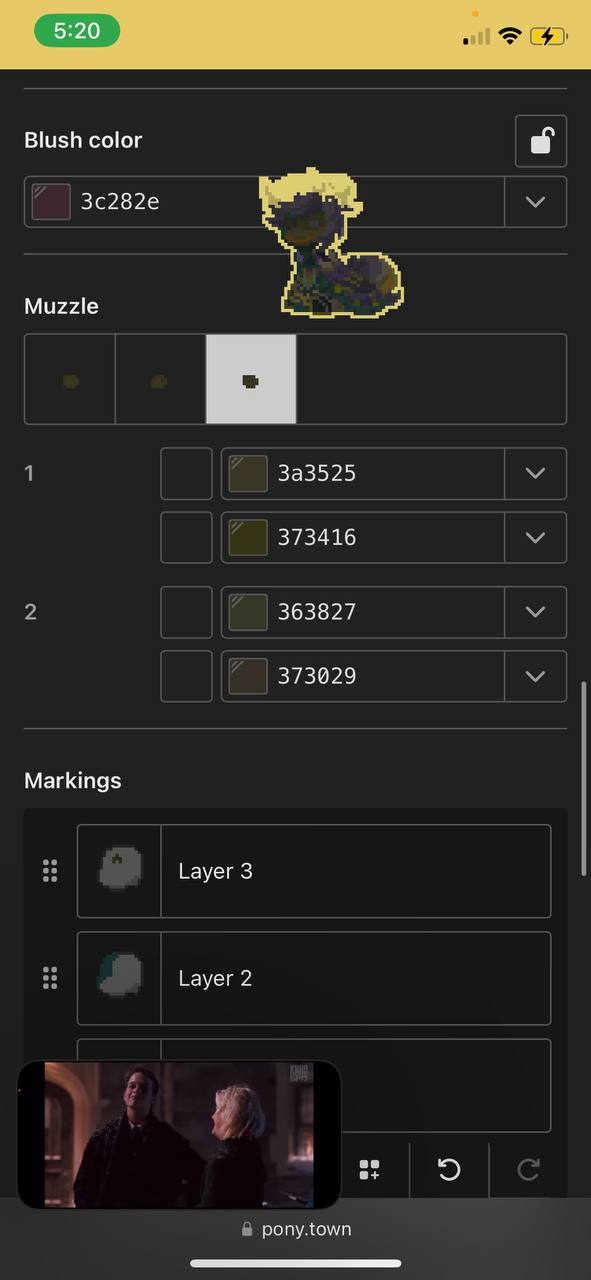 5:20
Blush color
3c282e
Muzzle
1
3a3525
373416
2
363827
373029
Markings
Layer 3
Layer 2
pony.town